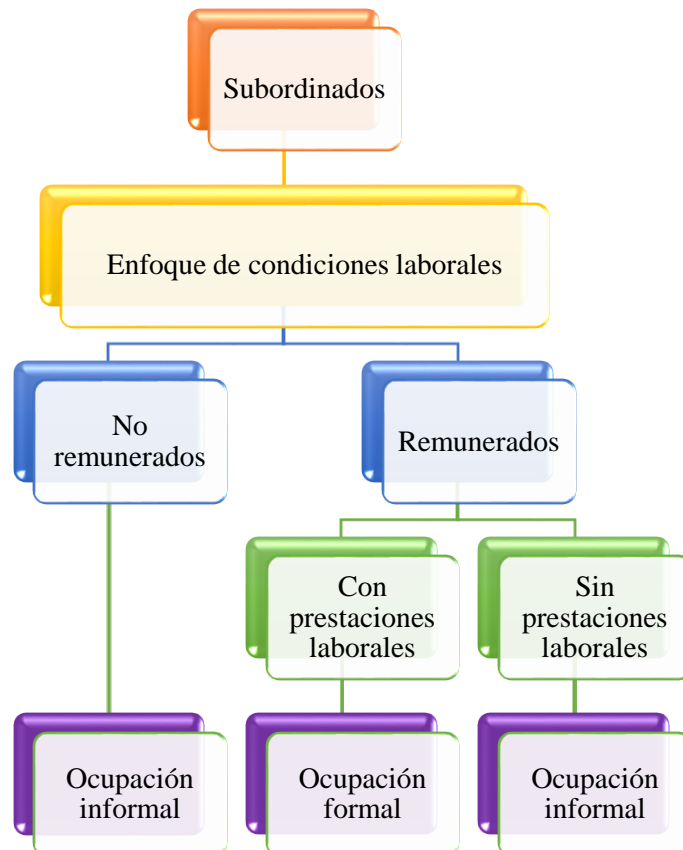 Subordinados
Enfoque de condiciones laborales
No
remunerados
Remunerados
Con
prestaciones
laborales
Sin
prestaciones
laborales
Ocupación
informal
Ocupación
formal
Ocupación
informal